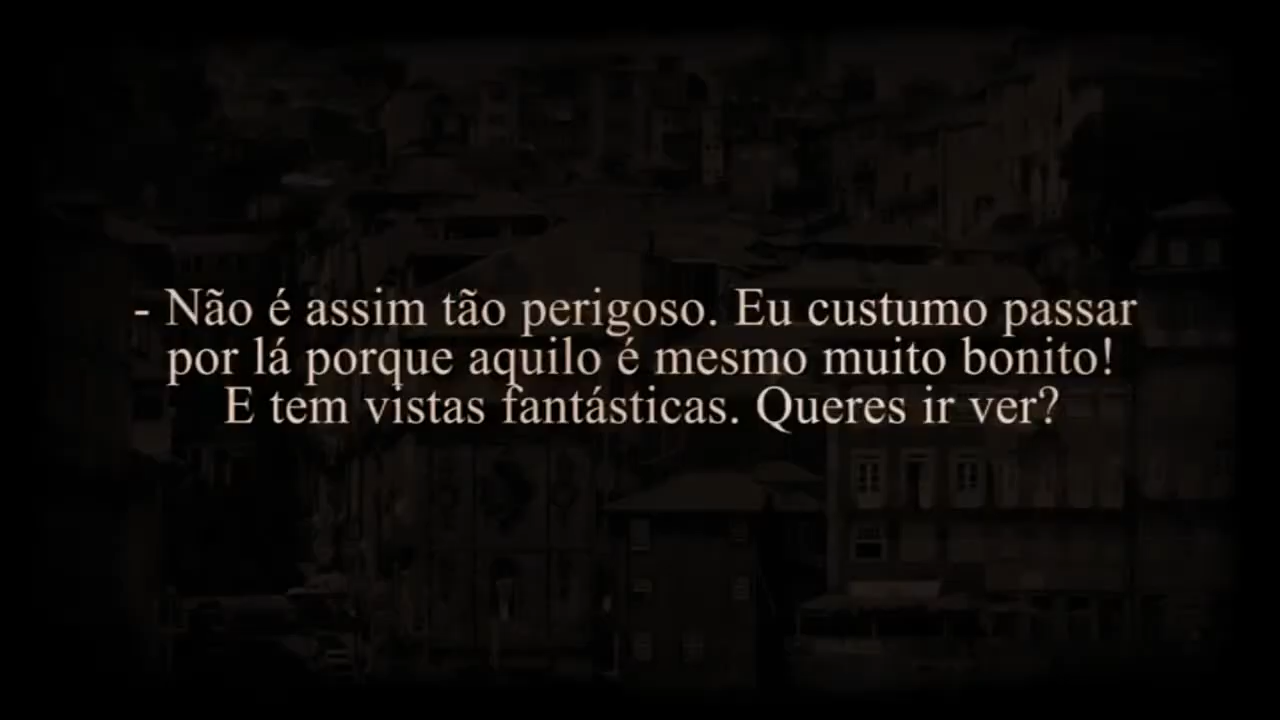 - Não é assim tão perigoso. Eu custumo passar
por lá porque aquilo é mesmo muito bonito!
E tem vistas fantásticas. Queres ir ver?